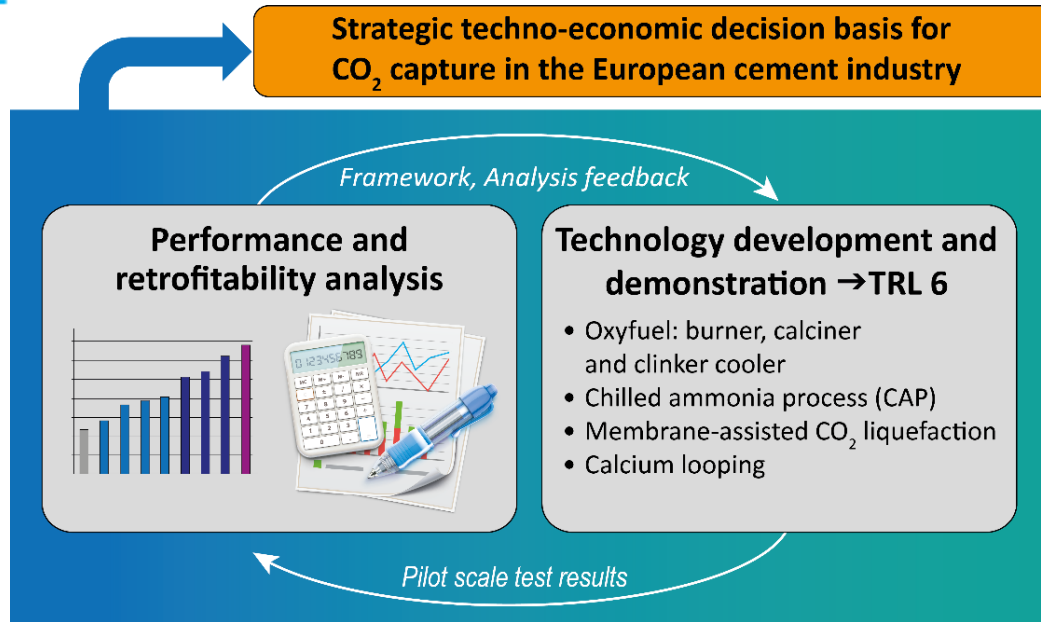 Strategic techno-economic decision basis for
CO₂ capture in the European cement industry
Framework, Analysis feedback
Performance and
retrofitability analysis
0123456789
Technology development and
demonstration →TRL 6
• Oxyfuel: burner, calciner
and clinker cooler
• Chilled ammonia process (CAP)
• Membrane-assisted CO₂ liquefaction
• Calcium looping
Pilot scale test results